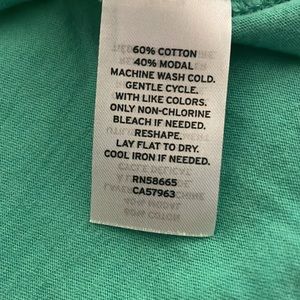 60% COTTON
40% MODAL
MACHINE WASH COLD.
GENTLE CYCLE.
WITH LIKE COLORS.
ONLY NON-CHLORINE
BLEACH IF NEEDED.
RESHAPE.
LAY FLAT TO DRY.
COOL IRON IF NEEDED.
RN58665
CA57963